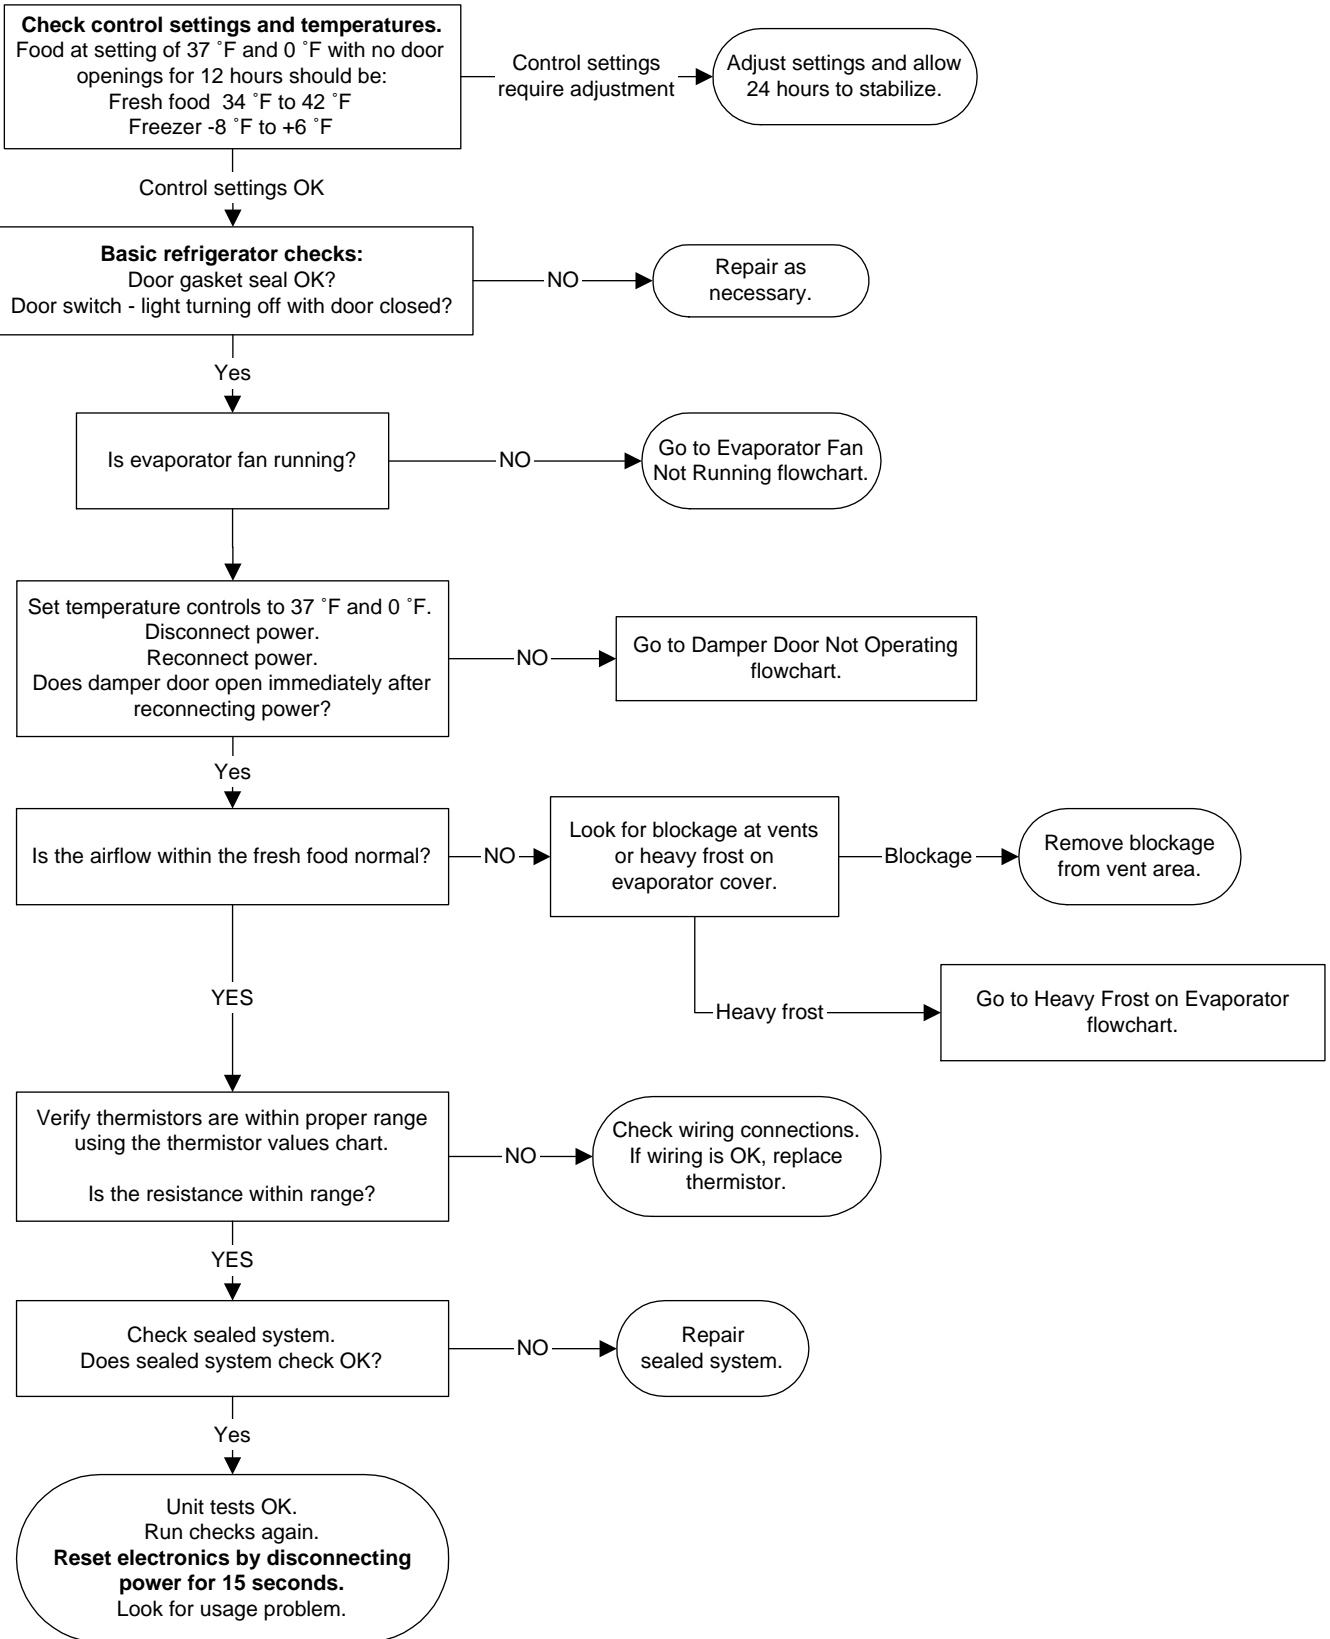 Check control settings and temperatures.
Food at setting of 37 ˚F and 0 ˚F with no door
openings for 12 hours should be:
Fresh food  34 ˚F to 42 ˚F
Freezer -8 ˚F to +6 ˚F
Control settings
require adjustment
Adjust settings and allow
24 hours to stabilize.
Control settings OK
Basic refrigerator checks:
Door gasket seal OK?
Door switch - light turning off with door closed?
NO
Repair as
necessary.
Yes
Is evaporator fan running?
NO
Go to Evaporator Fan
Not Running flowchart.
Set temperature controls to 37 ˚F and 0 ˚F.
Disconnect power.
Reconnect power.
Does damper door open immediately after
reconnecting power?
NO
Go to Damper Door Not Operating
flowchart.
Yes
Is the airflow within the fresh food normal?
NO
Look for blockage at vents
or heavy frost on
evaporator cover.
Blockage
Remove blockage
from vent area.
Heavy frost
Go to Heavy Frost on Evaporator
flowchart.
YES
Verify thermistors are within proper range
using the thermistor values chart.
Is the resistance within range?
NO
Check wiring connections.
If wiring is OK, replace
thermistor.
YES
Check sealed system.
Does sealed system check OK?
NO
Repair
sealed system.
Yes
Unit tests OK.
Run checks again.
Reset electronics by disconnecting
power for 15 seconds.
Look for usage problem.